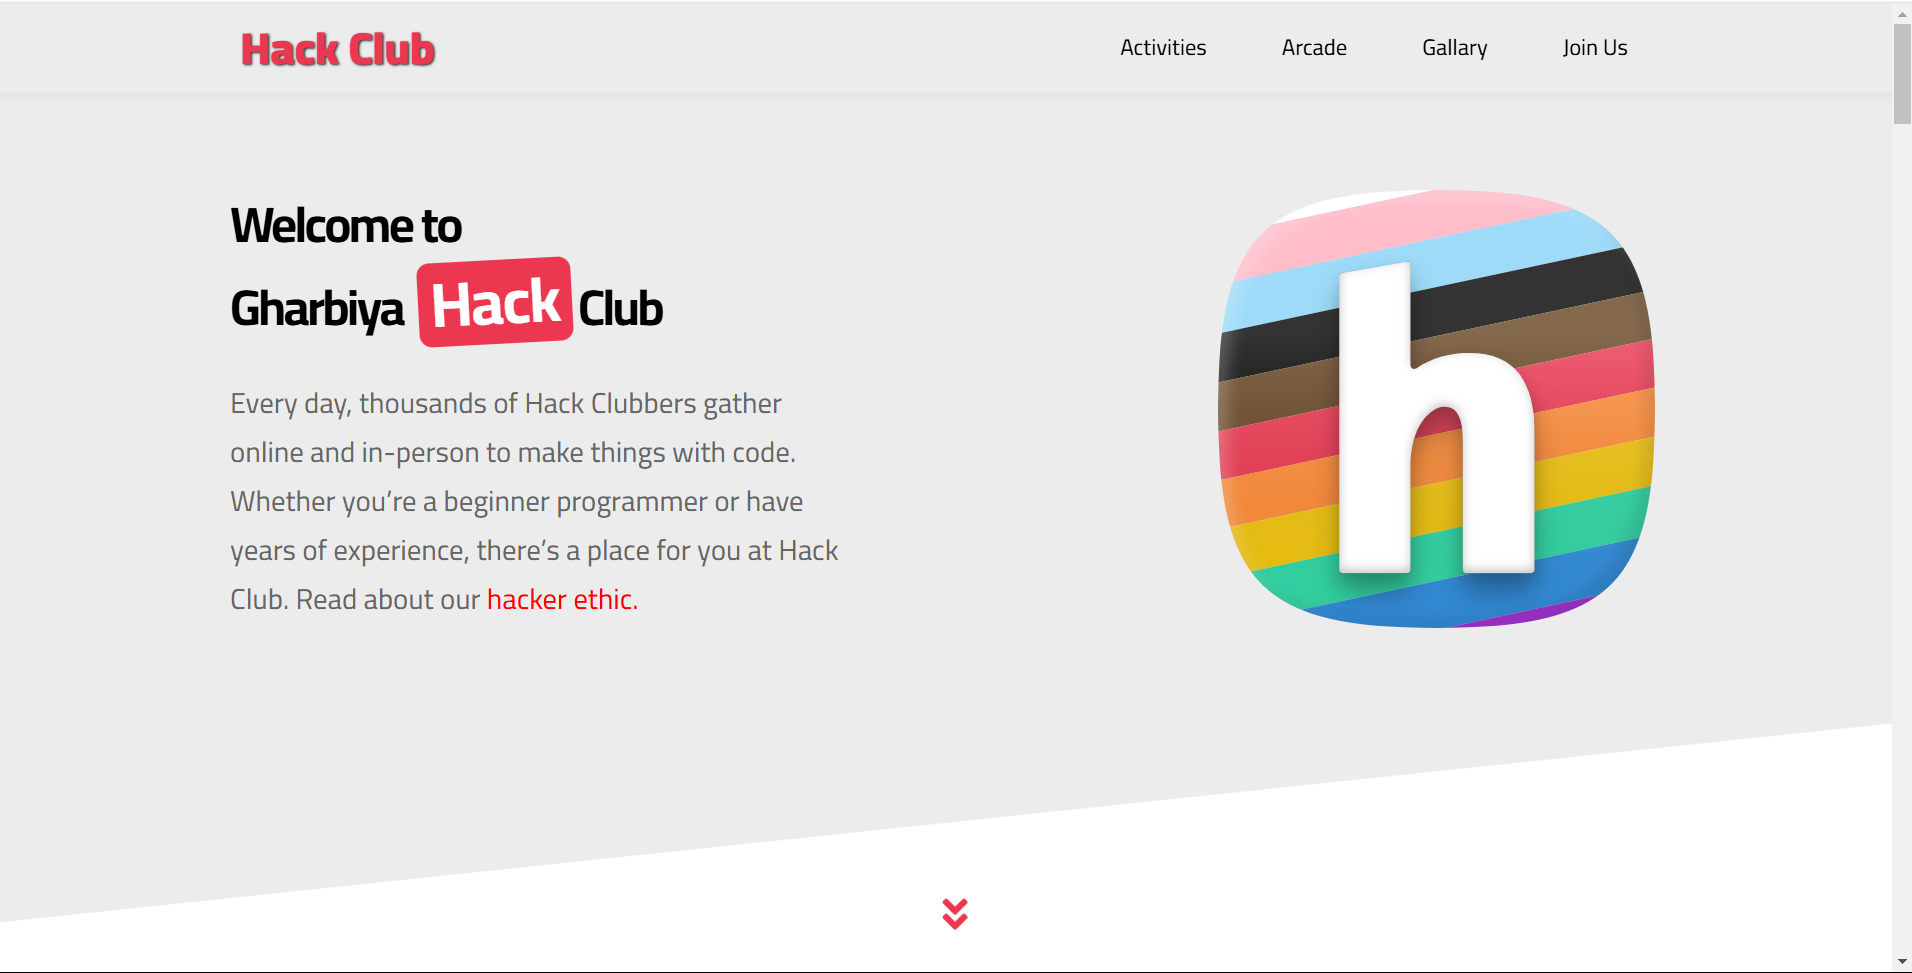 Hack Club
Activities
Arcade
Gallary
Join Us
Welcome to
Gharbiya Hack Club
Every day, thousands of Hack Clubbers gather
online and in-person to make things with code.
Whether you’re a beginner programmer or have
years of experience, there’s a place for you at Hack
Club. Read about our hacker ethic.
h